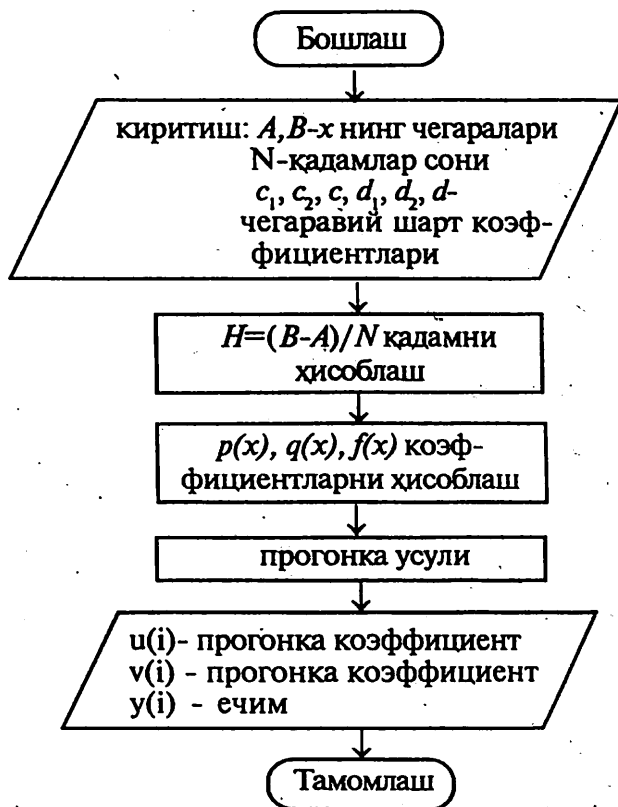 Бошлаш
киритиш: A, B-x нинг чегаралари
N-қадамлар сони
c₁, c₂, c, d₁, d₂, d-
чегаравий шарт коэф-
фициентлари
H=(B-A)/N қадамни
ҳисоблаш
p(x), q(x), f(x) коэф-
фициентларни ҳисоблаш
прогонка усули
u(i)- прогонка коэффициент
v(i) - прогонка коэффициент
y(i) - ечим
Тамомлаш